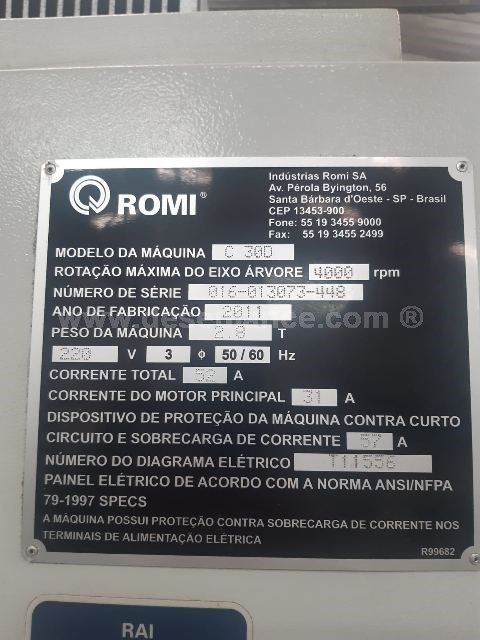 Indústrias Romi SA
Av. Pérola Byington, 56
Santa Bárbara d'Oeste - SP - Brasil
CEP 13453-900
Fone: 55 19 3455 9000
Fax: 55 19 3455 2499
ROMI®
MODELO DA MÁQUINA C 30D
ROTAÇÃO MÁXIMA DO EIXO ÁRVORE 4000 rpm
NÚMERO DE SÉRIE 016-013073-448
ANO DE FABRICAÇÃO 2011
PESO DA MÁQUINA 2.8 T
220 V 3 ϕ 50/60 Hz
CORRENTE TOTAL 52 A
CORRENTE DO MOTOR PRINCIPAL 31 A
DISPOSITIVO DE PROTEÇÃO DA MÁQUINA CONTRA CURTO
CIRCUITO E SOBRECARGA DE CORRENTE 57 A
NÚMERO DO DIAGRAMA ELÉTRICO T11556
PAINEL ELÉTRICO DE ACORDO COM A NORMA ANSI/NFPA
79-1997 SPECS
A MÁQUINA POSSUI PROTEÇÃO CONTRA SOBRECARGA DE CORRENTE NOS
TERMINAIS DE ALIMENTAÇÃO ELÉTRICA
R99682
RAI